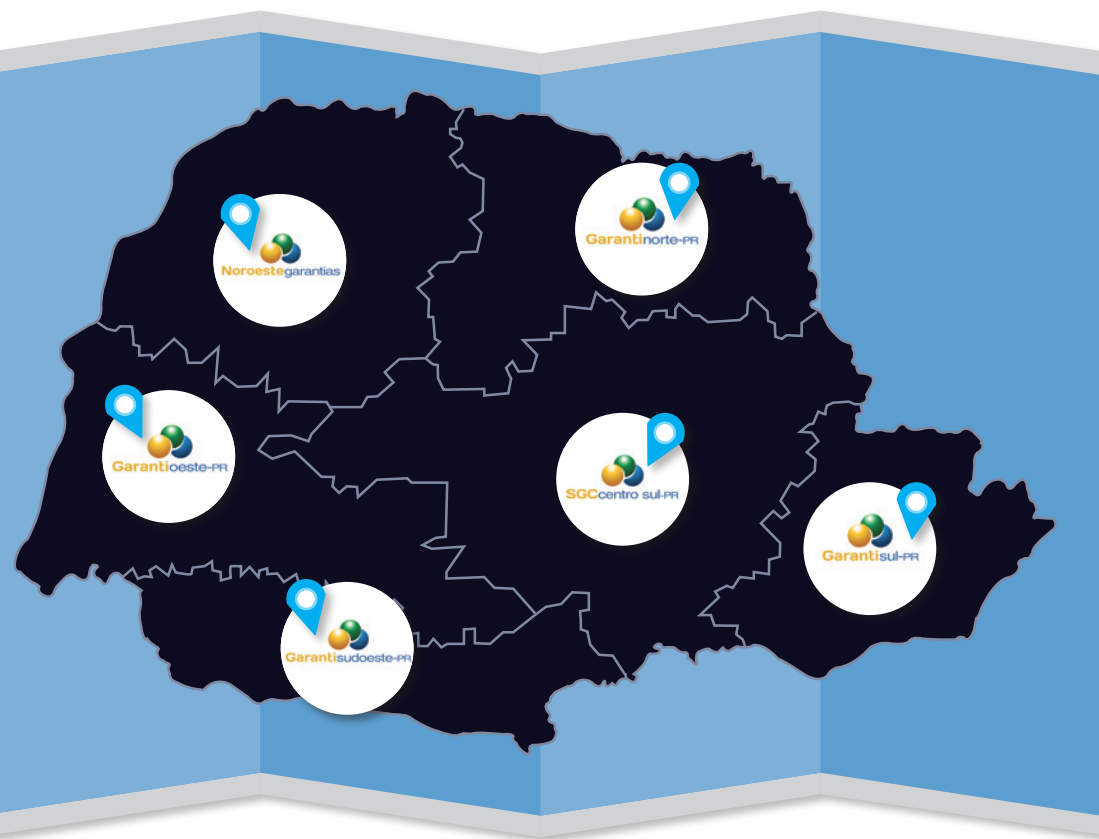 Garantinorte-PR
Noroestegarantias
Garantioeste-PR
SGCcentro sul-PR
Garantisul-PR
Garantisudoeste-PR